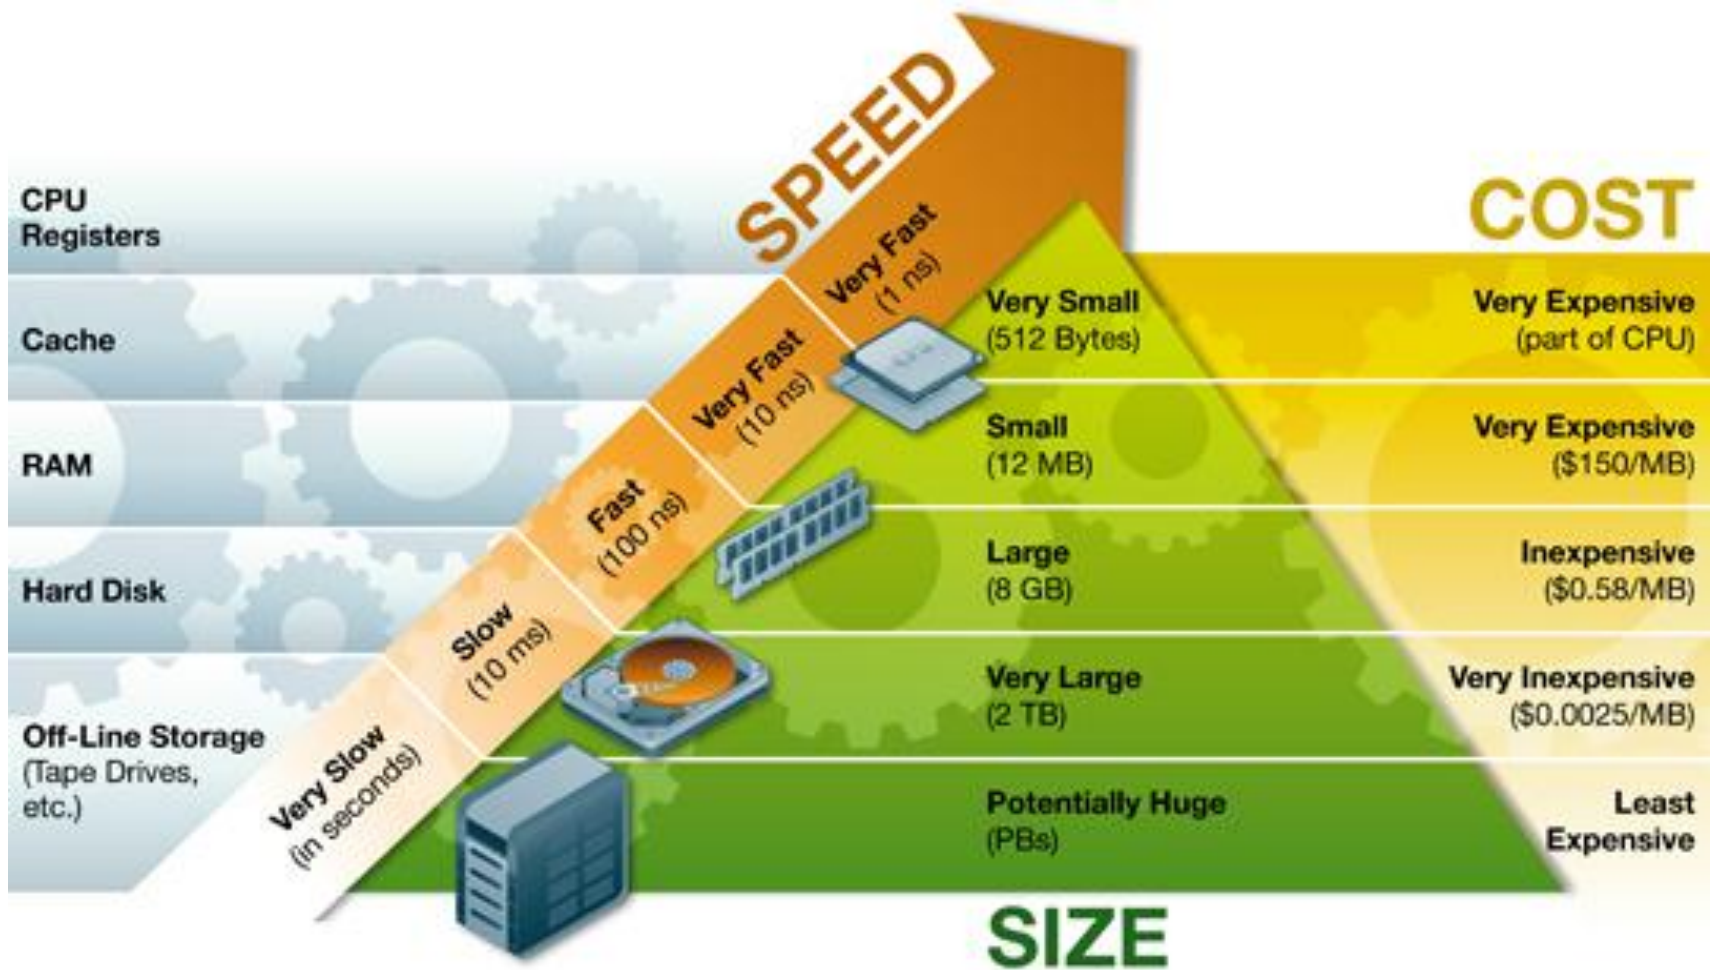 SPEED
COST
CPU
Registers
Cache
RAM
Hard Disk
Off-Line Storage
(Tape Drives,
etc.)
Very Fast
(1 ns)
Very Fast
(10 ns)
Fast
(100 ns)
Slow
(10 ms)
Very Slow
(in seconds)
Very Small
(512 Bytes)
Small
(12 MB)
Large
(8 GB)
Very Large
(2 TB)
Potentially Huge
(PBs)
Very Expensive
(part of CPU)
Very Expensive
($150/MB)
Inexpensive
($0.58/MB)
Very Inexpensive
($0.0025/MB)
Least
Expensive
SIZE